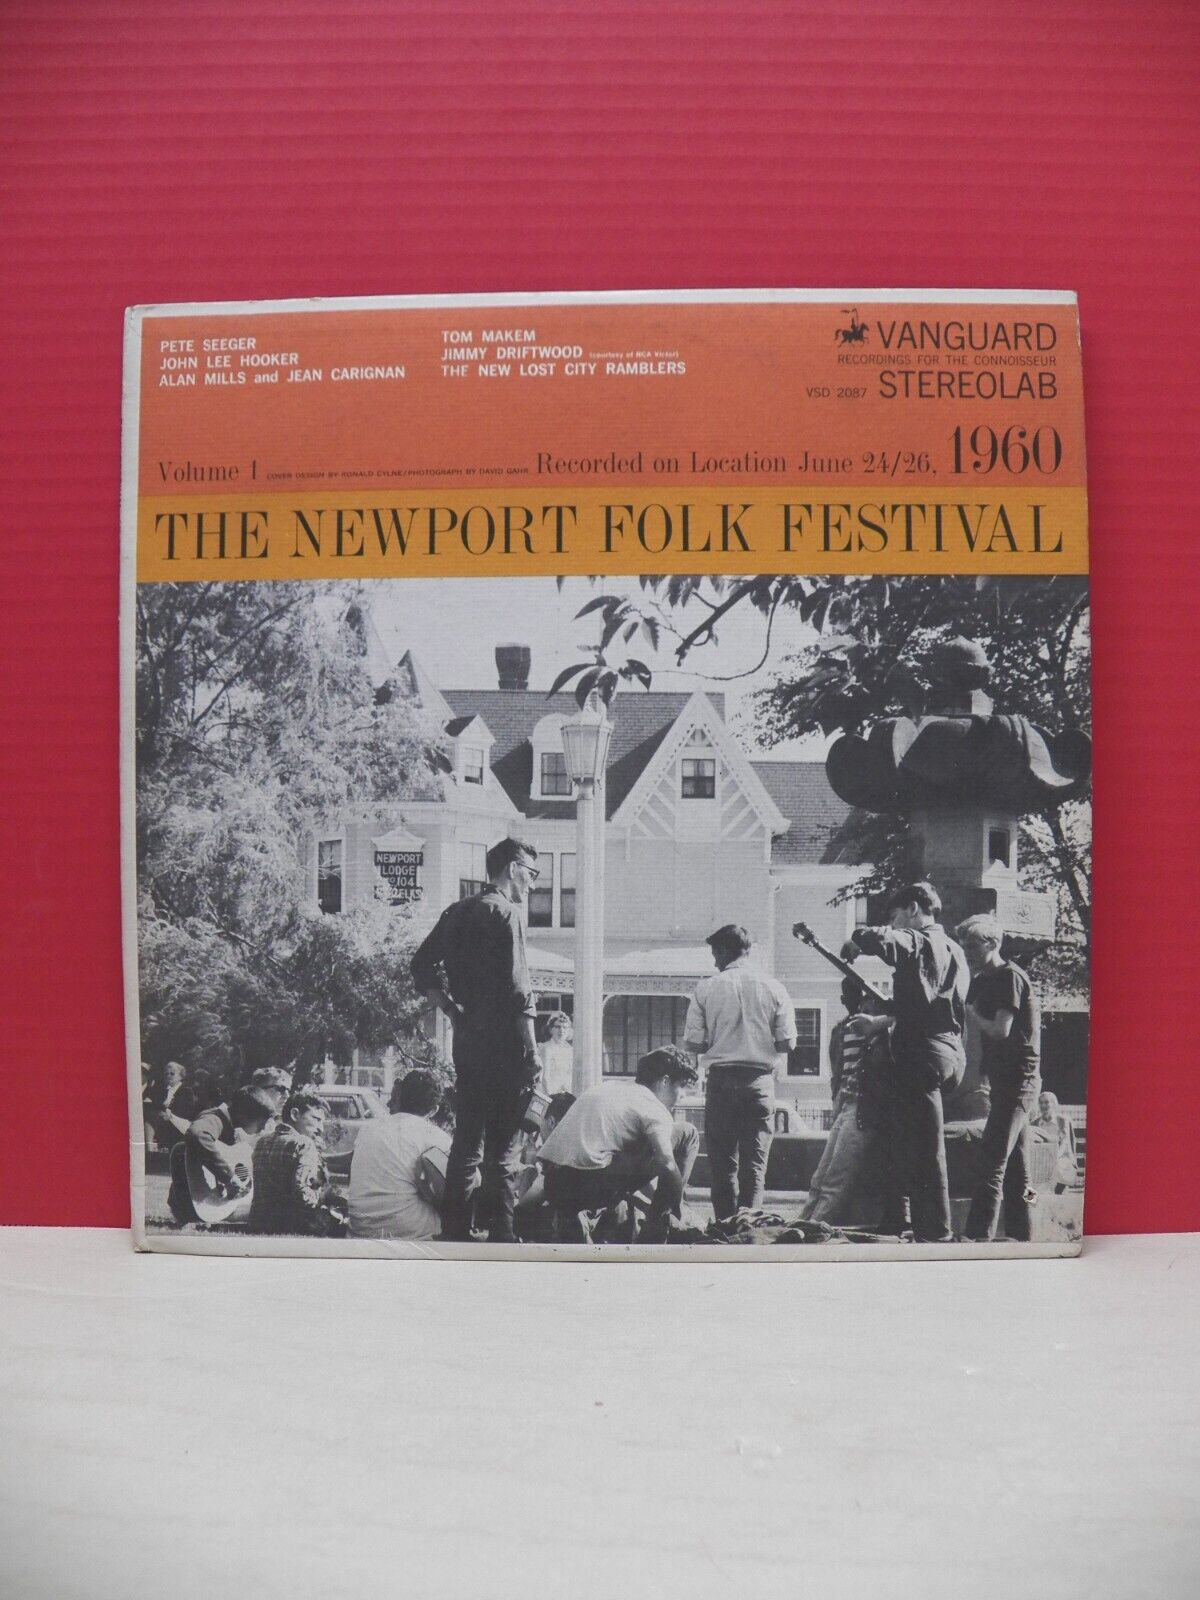 PETE SEEGER
JOHN LEE HOOKER
ALAN MILLS and JEAN CARIGNAN
TOM MAKEM
JIMMY DRIFTWOOD (courtesy of RCA Victor)
THE NEW LOST CITY RAMBLERS
VANGUARD
RECORDINGS FOR THE CONNOISSEUR
VSD 2087 STEREOLAB
Volume 1 COVER DESIGN BY RONALD CYLNE/PHOTOGRAPH BY DAVID GAHR Recorded on Location June 24/26, 1960
THE NEWPORT FOLK FESTIVAL
NEWPORT
LODGE
No 104